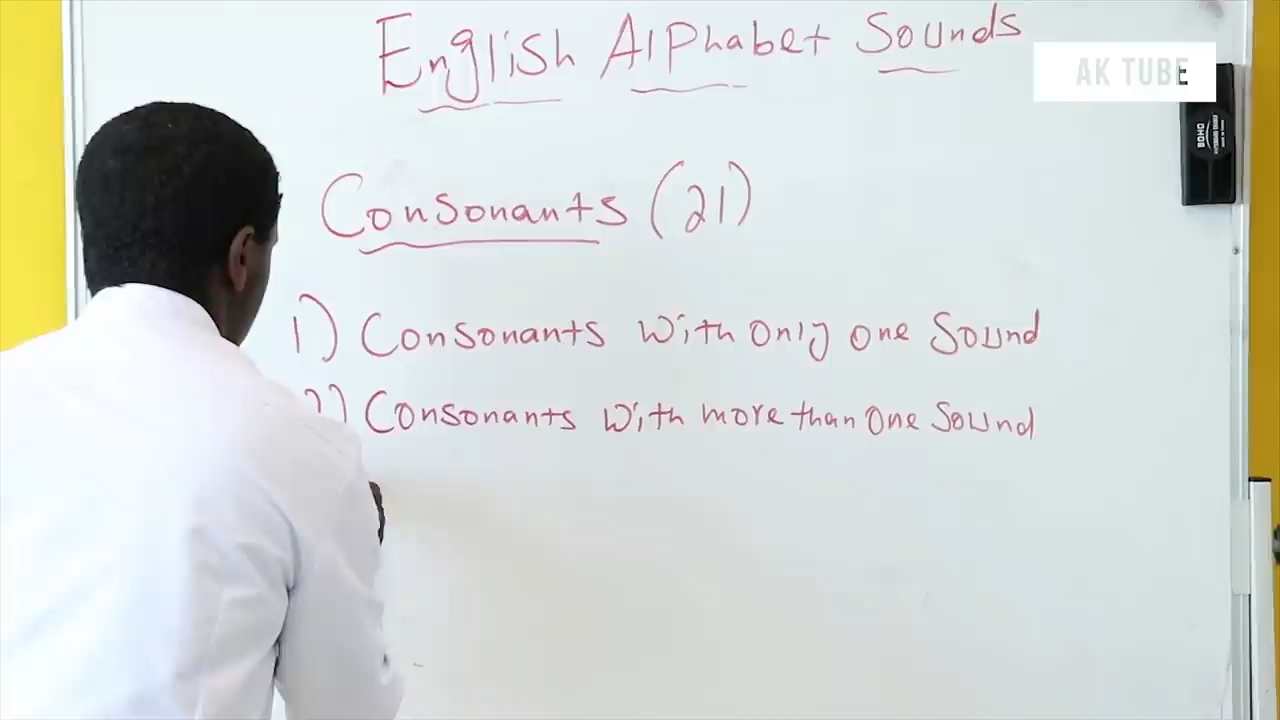 English Alphabet Sounds
AK TUBE
BOHO
Consonants (21)
1) Consonants with only one Sound
2) Consonants with more than one Sound